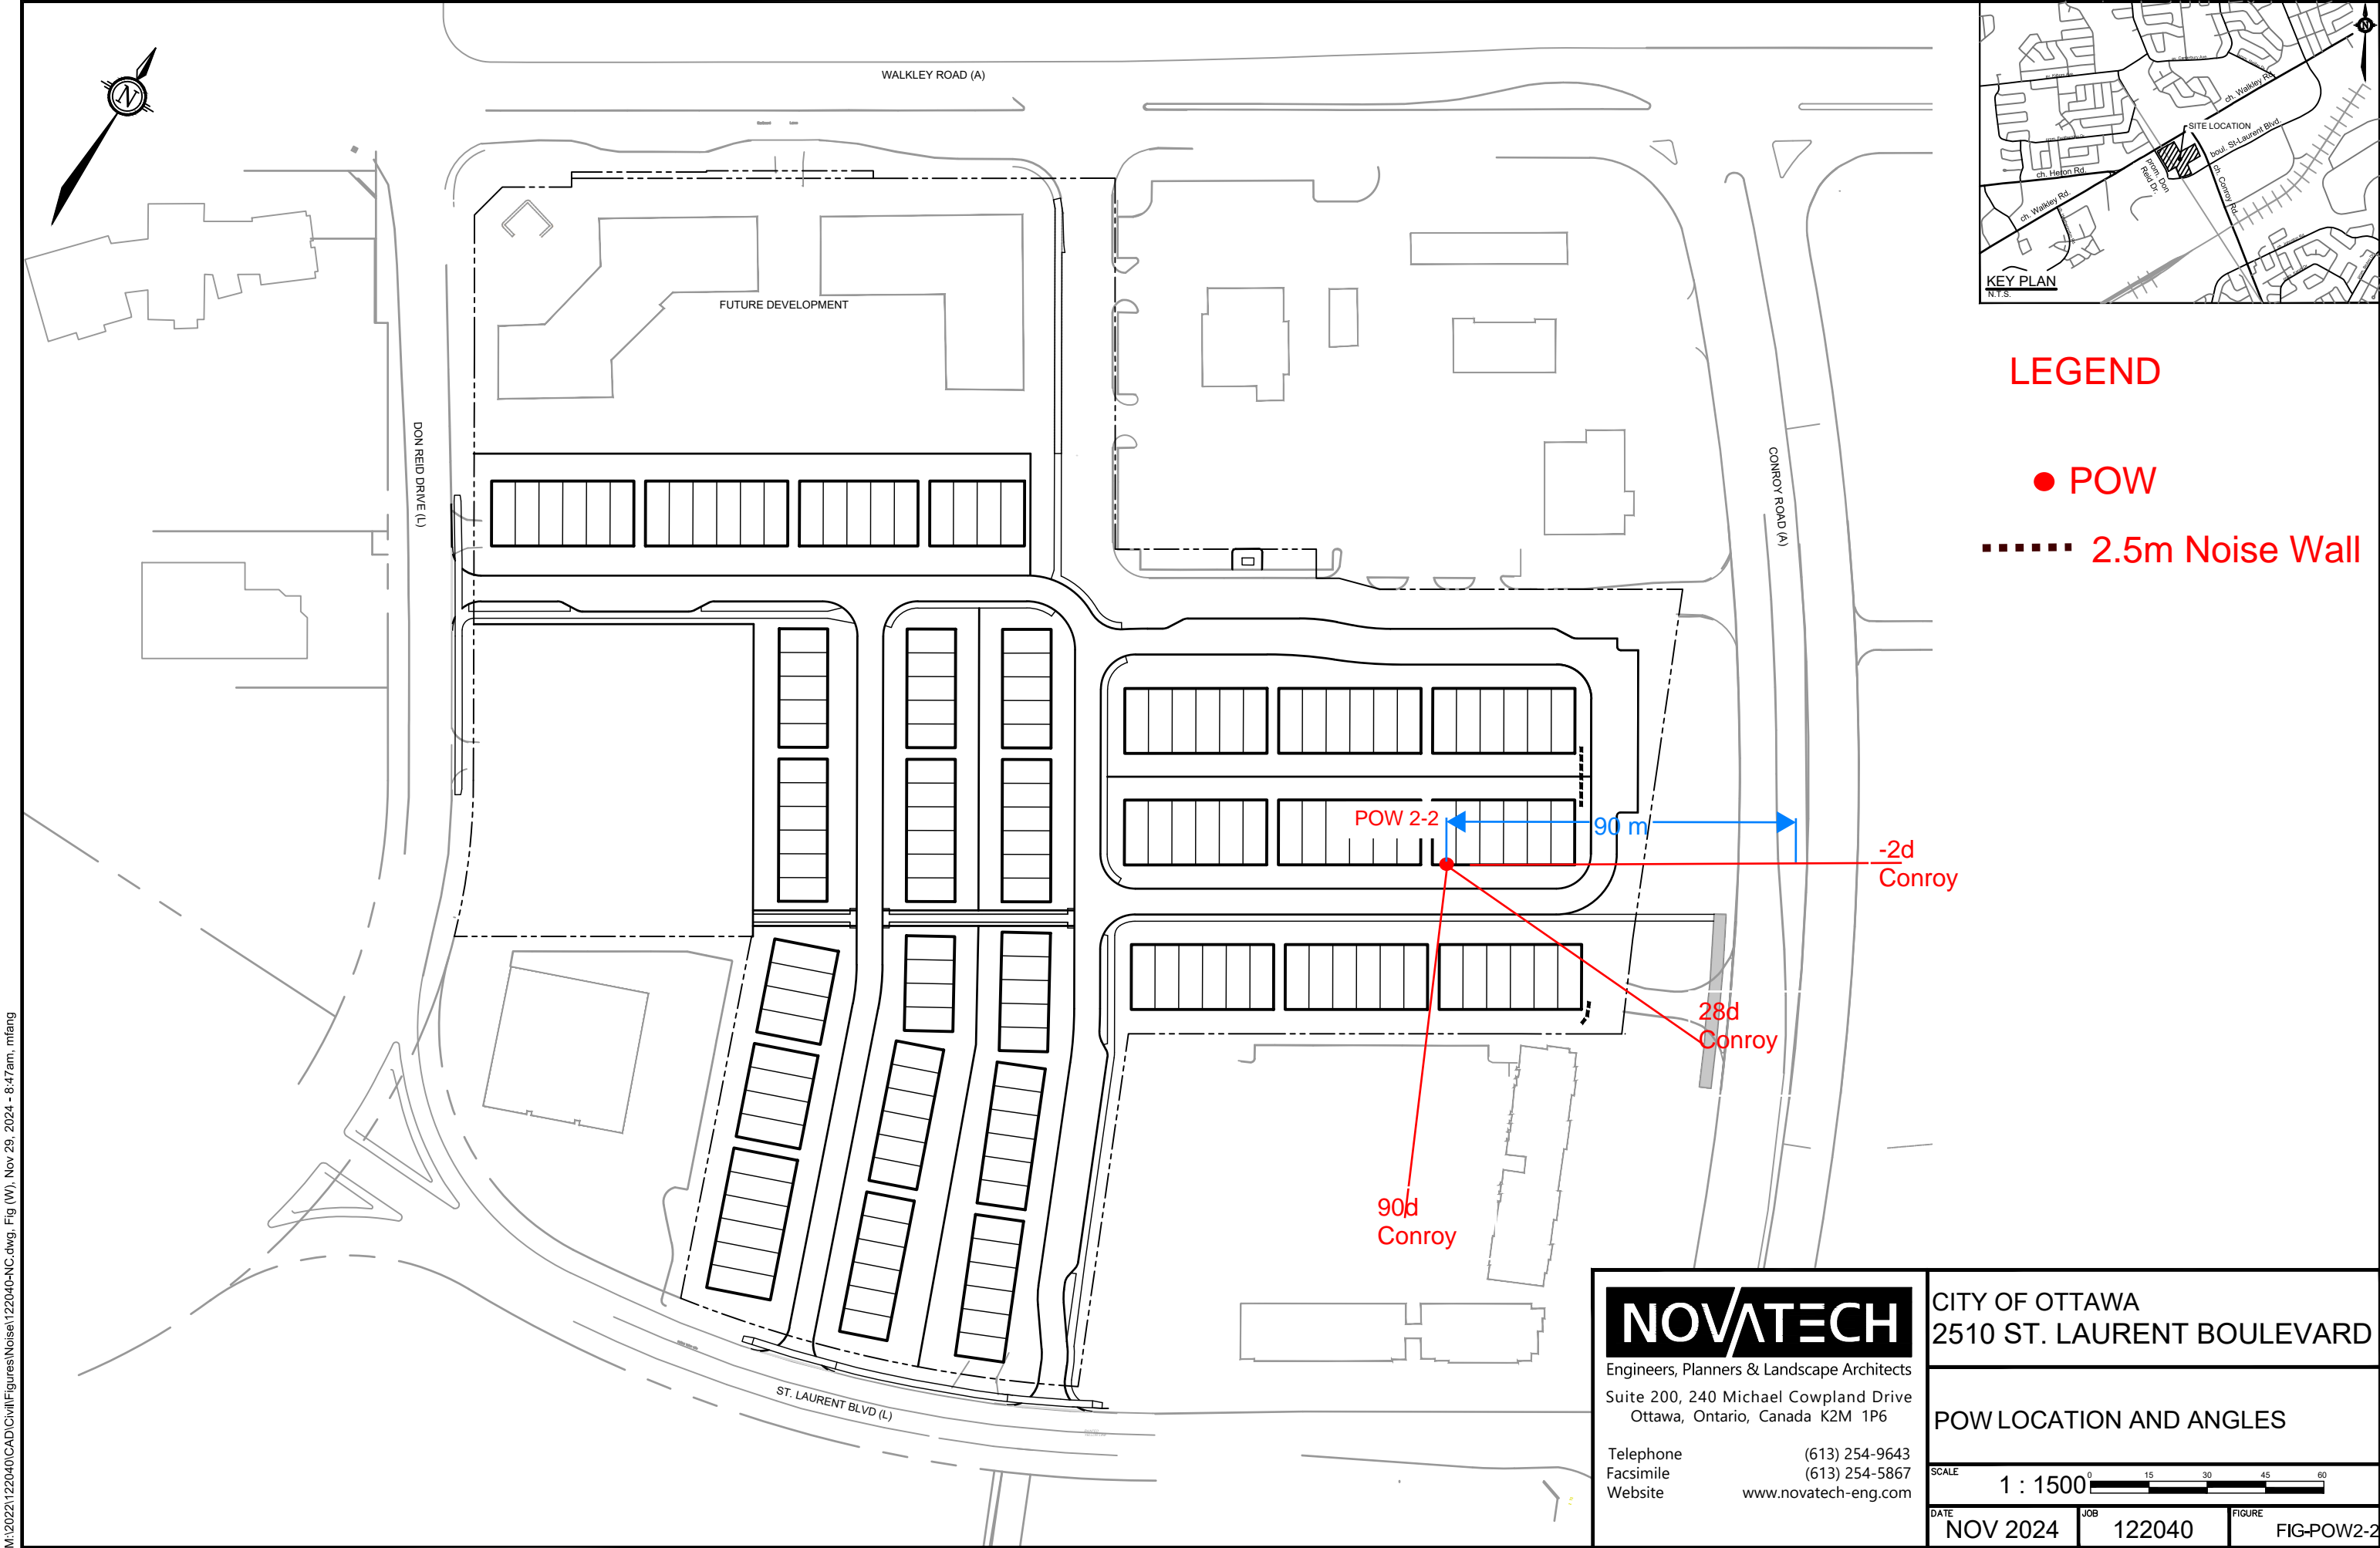 WALKLEY ROAD (A)
N
FUTURE DEVELOPMENT
DON REID DRIVE (L)
CONROY ROAD (A)
ST. LAURENT BLVD (L)
POW 2-2
90 m
-2d
Conroy
28d
Conroy
90d
Conroy
N
ch. Walkley Rd.
SITE LOCATION
boul. St-Laurent Blvd.
prom. Don
Reid Dr.
ch. Heron Rd.
ch. Conroy Rd.
ch. Walkley Rd.
KEY PLAN
N.T.S.
LEGEND
POW
2.5m Noise Wall
NOVATECH
Engineers, Planners & Landscape Architects
Suite 200, 240 Michael Cowpland Drive
Ottawa, Ontario, Canada K2M 1P6
Telephone (613) 254-9643
Facsimile (613) 254-5867
Website www.novatech-eng.com
CITY OF OTTAWA
2510 ST. LAURENT BOULEVARD
POW LOCATION AND ANGLES
SCALE
1 : 1500
0 15 30 45 60
DATE
NOV 2024
JOB
122040
FIGURE
FIG-POW2-2
M:\2022\122040\CAD\Civil\Figures\Noise\122040-NC.dwg, Fig (W), Nov 29, 2024 - 8:47am, mfang